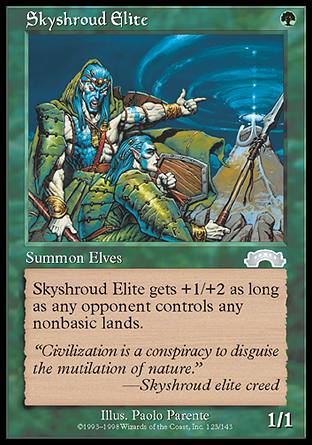 Skyshroud Elite
Summon Elves
Skyshroud Elite gets +1/+2 as long
as any opponent controls any
nonbasic lands.
"Civilization is a conspiracy to disguise
the mutilation of nature."
—Skyshroud elite creed
Illus. Paolo Parente
©1993–1998 Wizards of the Coast, Inc. 123/143
1/1